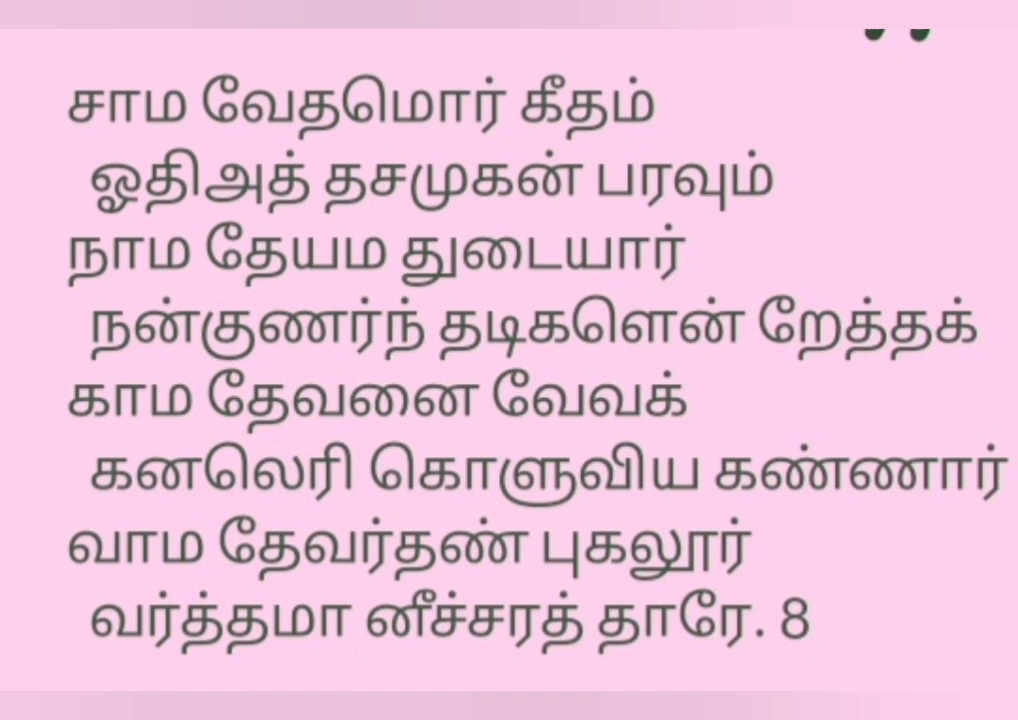 சாம வேதமொர் கீதம்
ஓதிஅத் தசமுகன் பரவும்
நாம தேயம துடையார்
நன்குணர்ந் தடிகளென் றேத்தக்
காம தேவனை வேவக்
கனலெரி கொளுவிய கண்ணார்
வாம தேவர்தண் புகலூர்
வர்த்தமா னீச்சரத் தாரே. 8